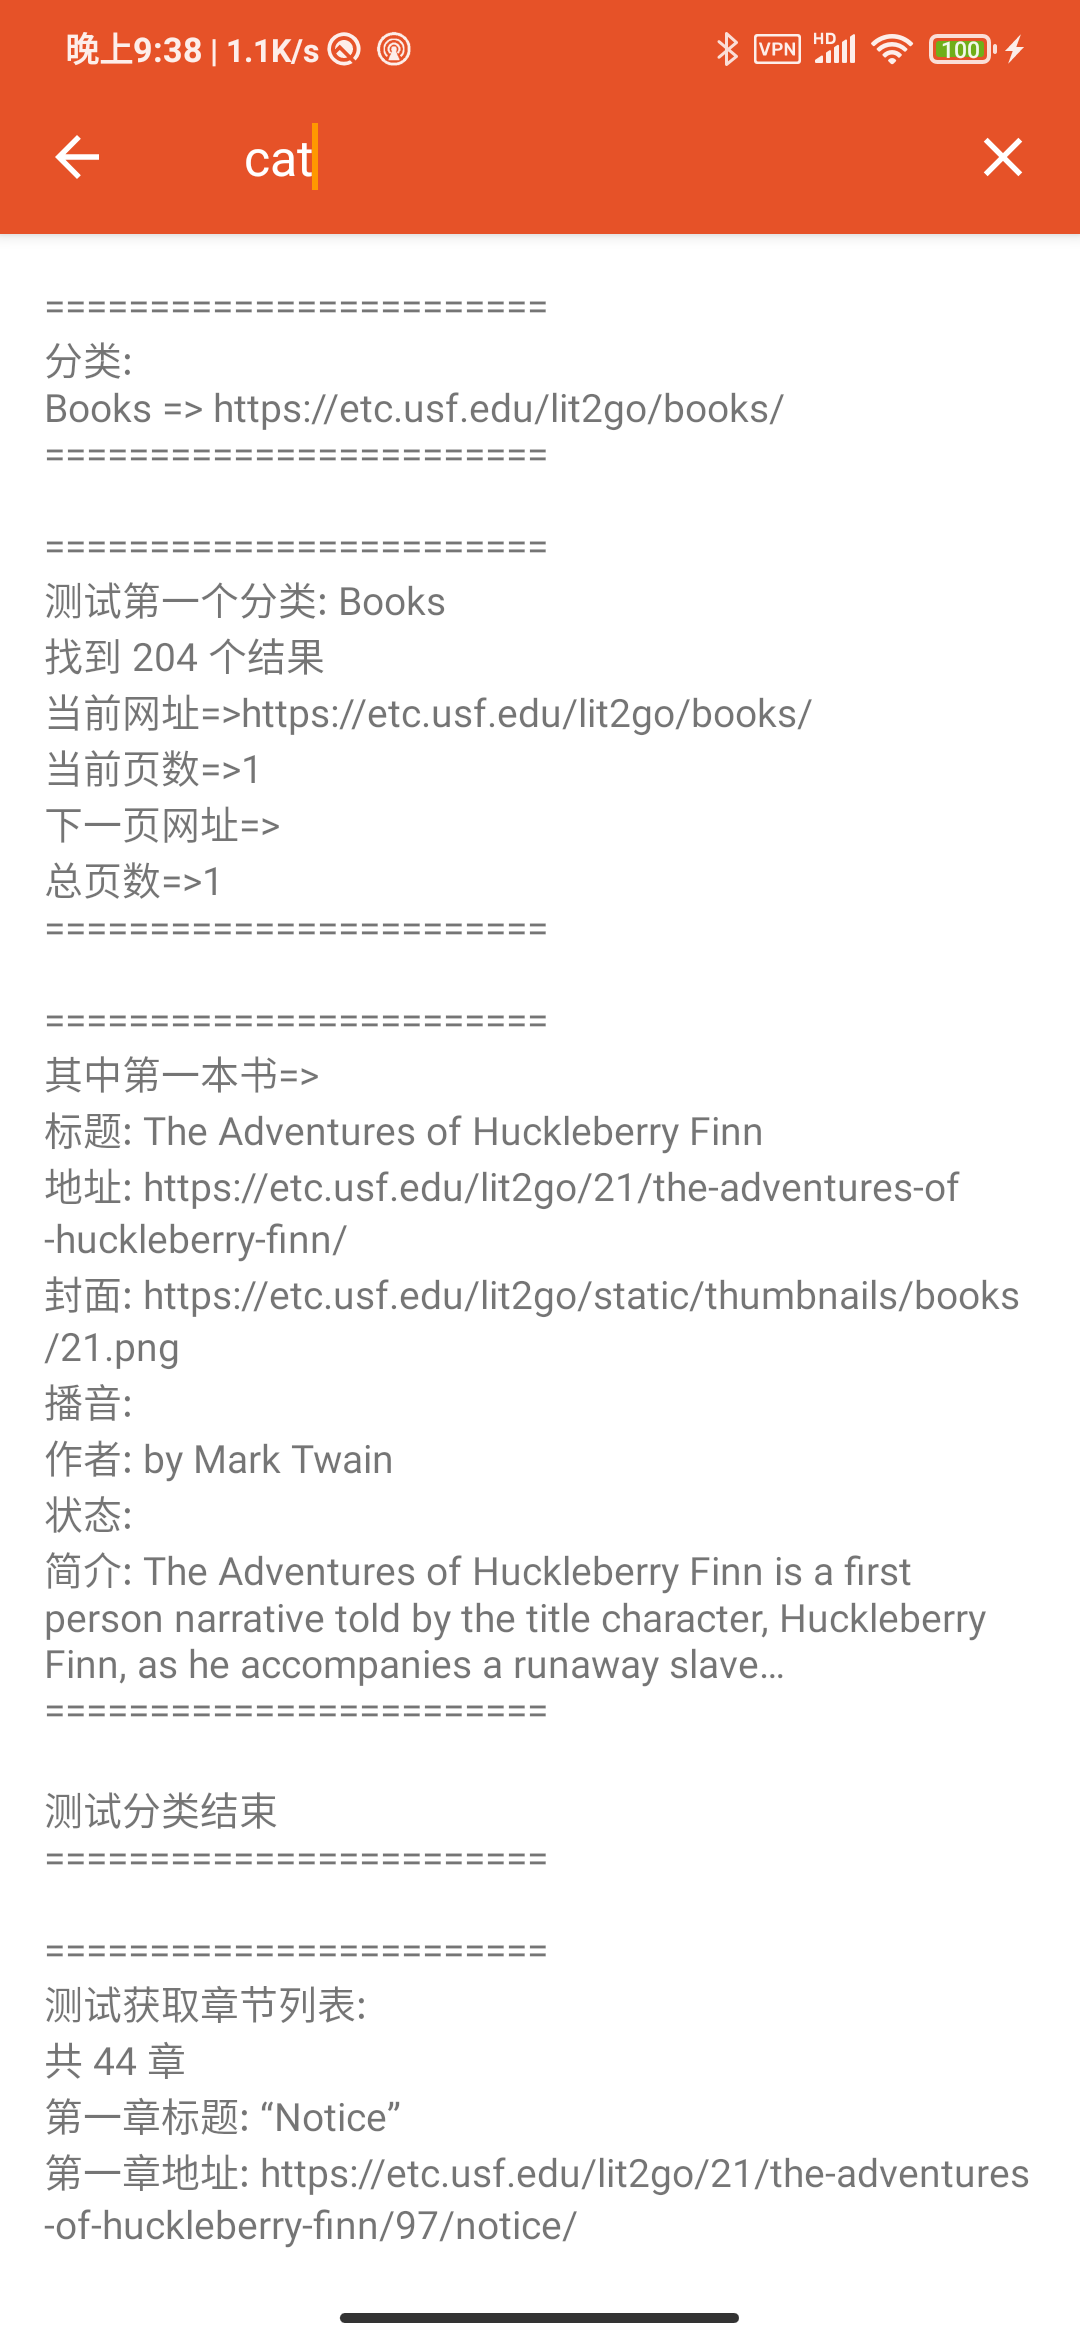 晚上9:38 | 1.1K/s
VPN HD 100
cat
========================
分类:
Books => https://etc.usf.edu/lit2go/books/
========================
========================
测试第一个分类: Books
找到 204 个结果
当前网址=>https://etc.usf.edu/lit2go/books/
当前页数=>1
下一页网址=>
总页数=>1
========================
========================
其中第一本书=>
标题: The Adventures of Huckleberry Finn
地址: https://etc.usf.edu/lit2go/21/the-adventures-of
-huckleberry-finn/
封面: https://etc.usf.edu/lit2go/static/thumbnails/books
/21.png
播音:
作者: by Mark Twain
状态:
简介: The Adventures of Huckleberry Finn is a first
person narrative told by the title character, Huckleberry
Finn, as he accompanies a runaway slave...
========================
测试分类结束
========================
========================
测试获取章节列表:
共 44 章
第一章标题: “Notice”
第一章地址: https://etc.usf.edu/lit2go/21/the-adventures
-of-huckleberry-finn/97/notice/